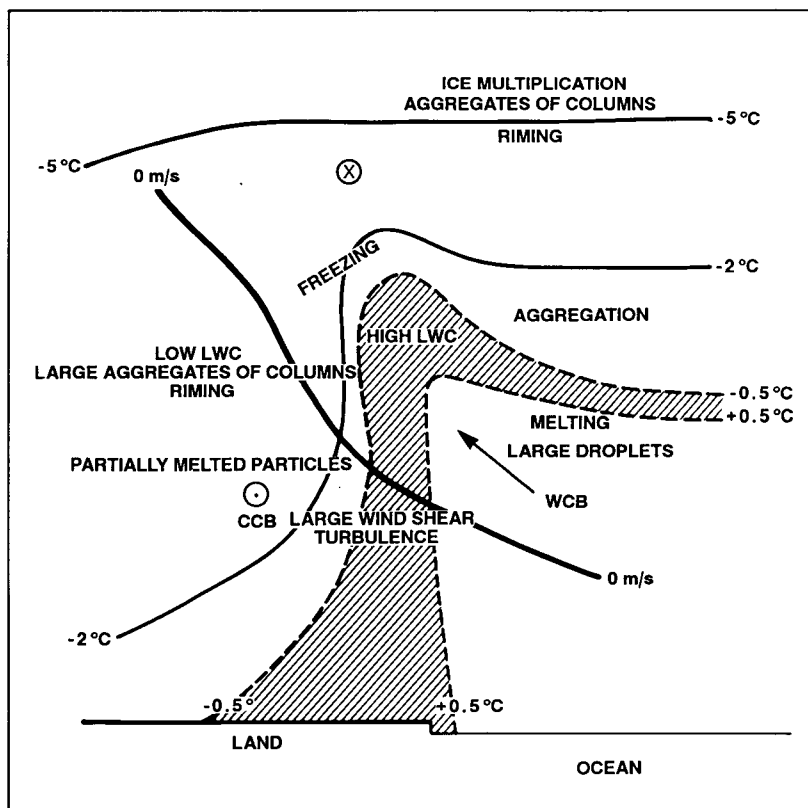 ICE MULTIPLICATION
AGGREGATES OF COLUMNS
-5°C
RIMING
-5°C
0 m/s
X
FREEZING
-2°C
AGGREGATION
HIGH LWC
LOW LWC
LARGE AGGREGATES OF COLUMNS
RIMING
-0.5°C
+0.5°C
MELTING
LARGE DROPLETS
PARTIALLY MELTED PARTICLES
WCB
CCB
LARGE WIND SHEAR
TURBULENCE
0 m/s
-2°C
-0.5°
+0.5°C
LAND
OCEAN